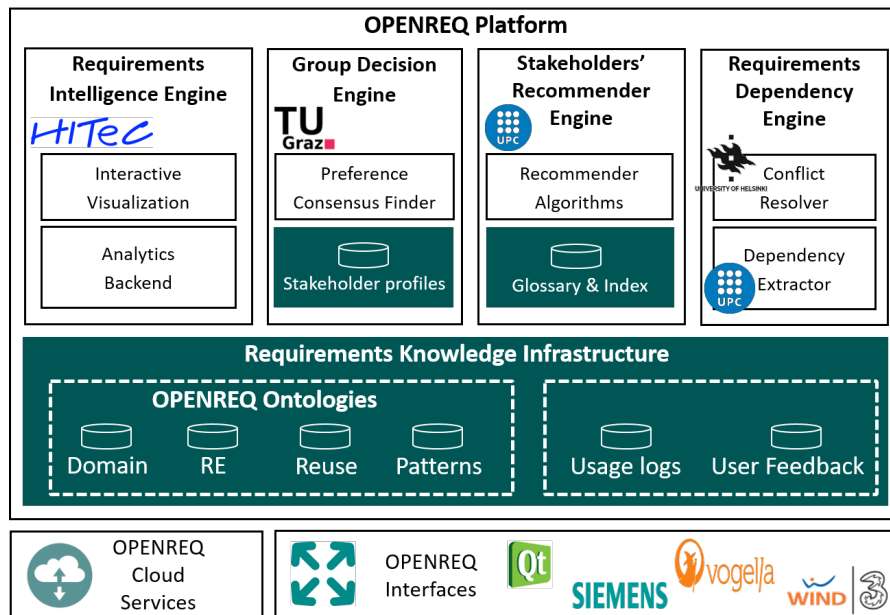 OPENREQ Platform
Requirements
Intelligence Engine
HITeC
Interactive
Visualization
Analytics
Backend
Group Decision
Engine
TU
Graz
Preference
Consensus Finder
Stakeholder profiles
Stakeholders’
Recommender
Engine
UPC
Recommender
Algorithms
Glossary & Index
Requirements
Dependency
Engine
UNIVERSITY OF HELSINKI
Conflict
Resolver
Dependency
Extractor
UPC
Requirements Knowledge Infrastructure
OPENREQ Ontologies
Domain
RE
Reuse
Patterns
Usage logs
User Feedback
OPENREQ
Cloud
Services
OPENREQ
Interfaces
Qt
SIEMENS
vogella
WIND
3